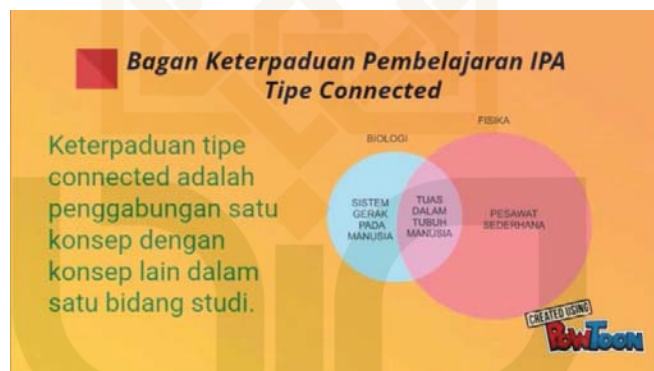 Bagan Keterpaduan Pembelajaran IPA
Tipe Connected
Keterpaduan tipe
connected adalah
penggabungan satu
konsep dengan
konsep lain dalam
satu bidang studi.
BIOLOGI
FISIKA
SISTEM
GERAK
PADA
MANUSIA
TUAS
DALAM
TUBUH
MANUSIA
PESAWAT
SEDERHANA
CREATED USING
POWTOON